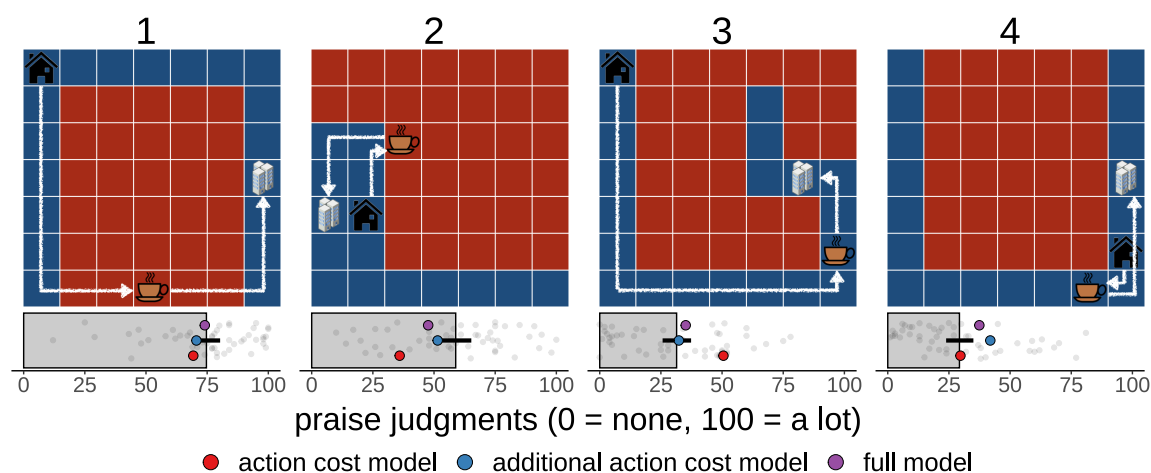 1 2 3 4
0 25 50 75 100 0 25 50 75 100 0 25 50 75 100 0 25 50 75 100
praise judgments (0 = none, 100 = a lot)
action cost model additional action cost model full model